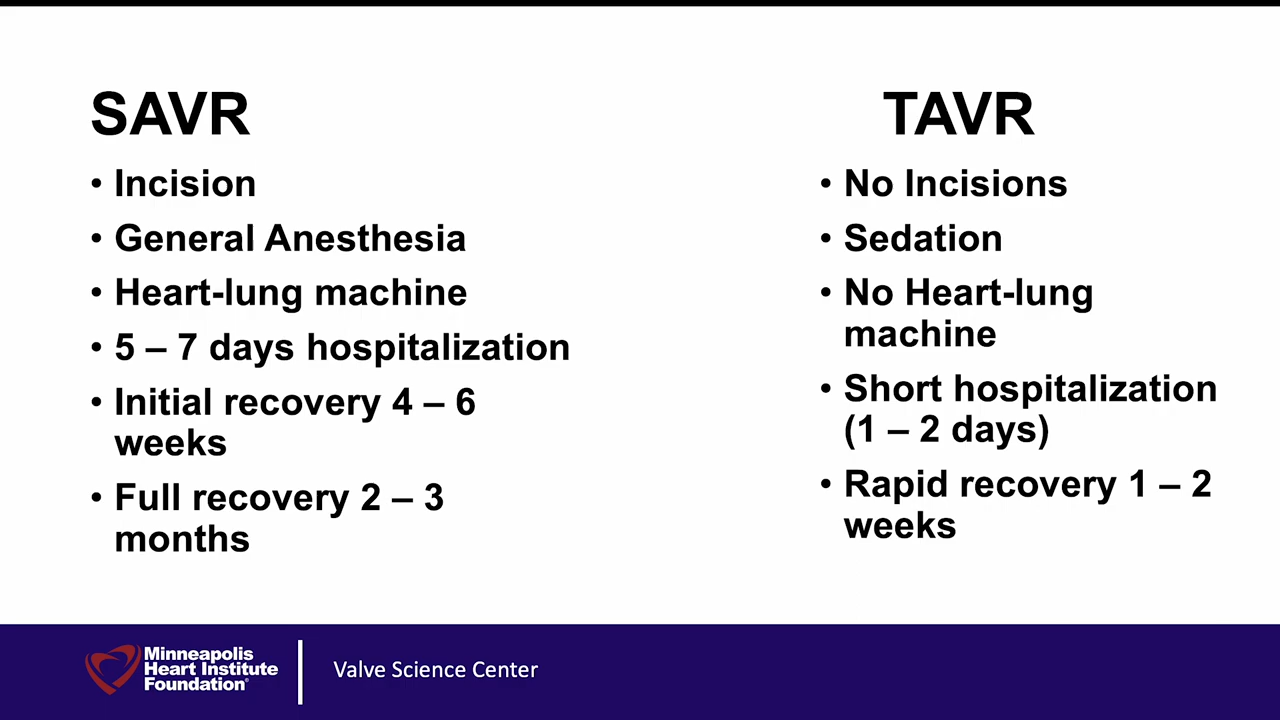 SAVR
• Incision
• General Anesthesia
• Heart-lung machine
• 5 – 7 days hospitalization
• Initial recovery 4 – 6
weeks
• Full recovery 2 – 3
months
TAVR
• No Incisions
• Sedation
• No Heart-lung
machine
• Short hospitalization
(1 – 2 days)
• Rapid recovery 1 – 2
weeks
Minneapolis
Heart Institute
Foundation®
Valve Science Center